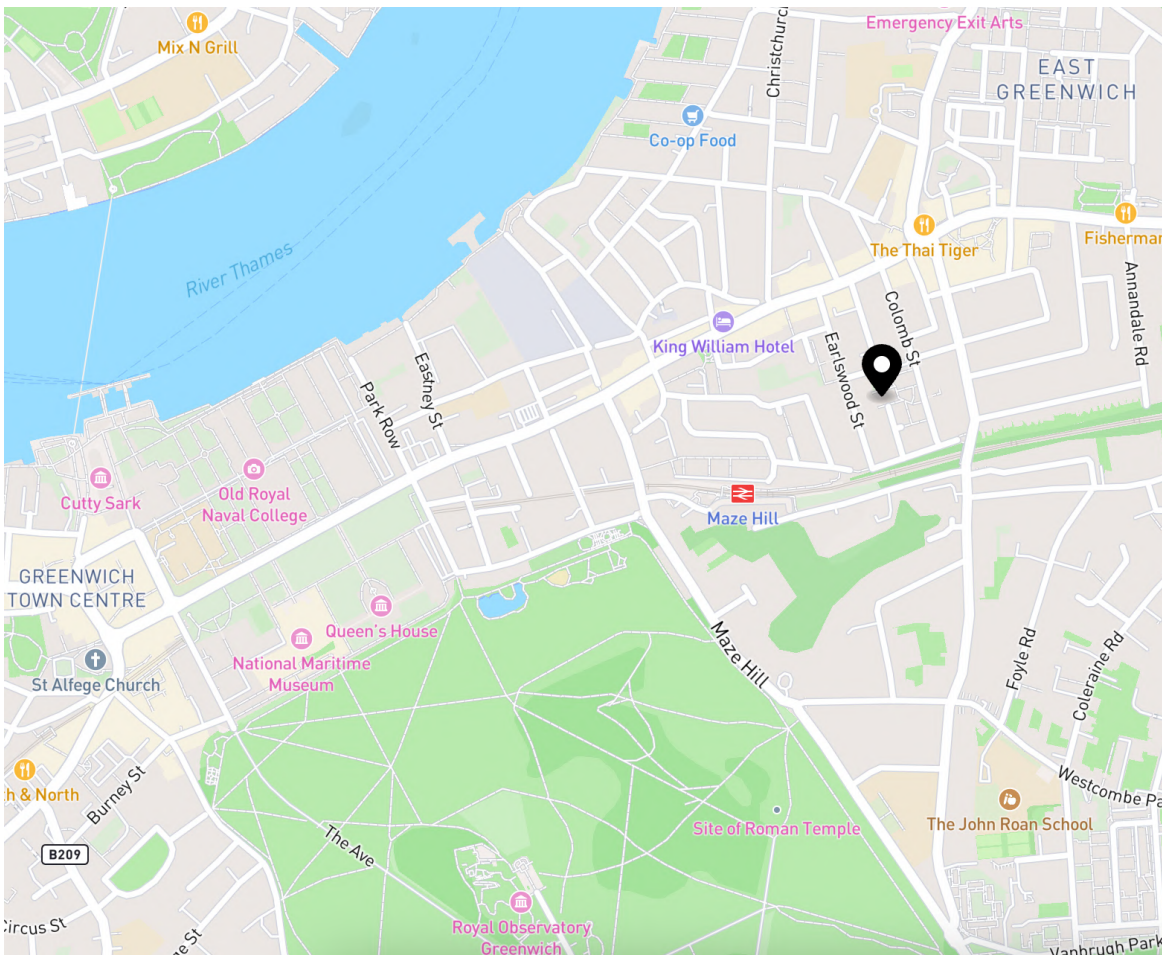 Emergency Exit Arts
Mix N Grill
EAST
GREENWICH
Christchurch
Co-op Food
The Thai Tiger
Fisherman
River Thames
Annandale Rd
Colomb St
King William Hotel
Earlswood St
Eastney St
Park Row
Cutty Sark
Old Royal
Naval College
Maze Hill
GREENWICH
TOWN CENTRE
Queen's House
National Maritime
Museum
St Alfege Church
Maze Hill
Foyle Rd
Coleraine Rd
h & North
Burney St
Westcombe Pa
The John Roan School
Site of Roman Temple
The Ave
B209
Circus St
ge St
Royal Observatory
Greenwich
Vanbrugh Park